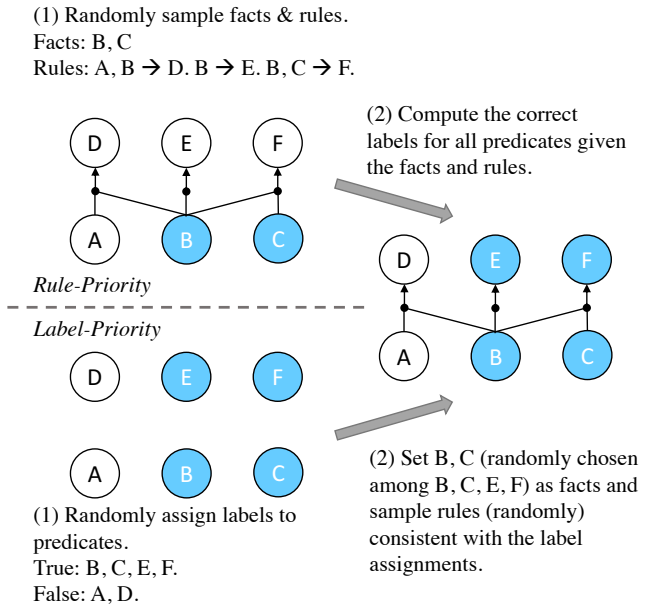 (1) Randomly sample facts & rules.
Facts: B, C
Rules: A, B → D. B → E. B, C → F.
(2) Compute the correct
labels for all predicates given
the facts and rules.
D E F
A B C
Rule-Priority
D E F
A B C
Label-Priority
D E F
A B C
(1) Randomly assign labels to
predicates.
True: B, C, E, F.
False: A, D.
(2) Set B, C (randomly chosen
among B, C, E, F) as facts and
sample rules (randomly)
consistent with the label
assignments.